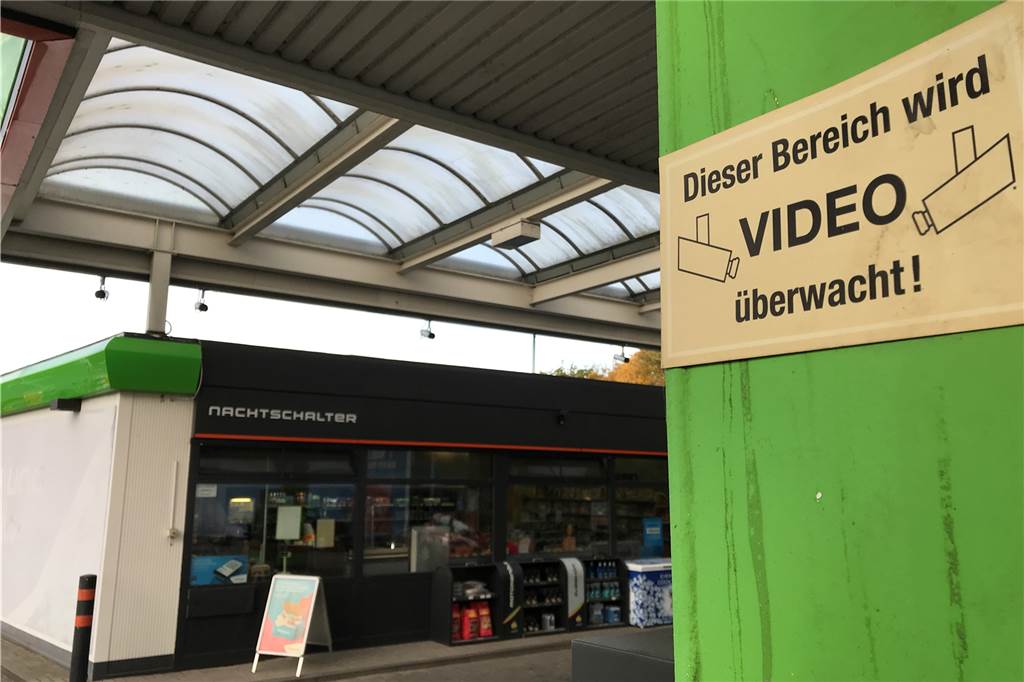 Dieser Bereich wird
VIDEO
überwacht!
NACHTSCHALTER